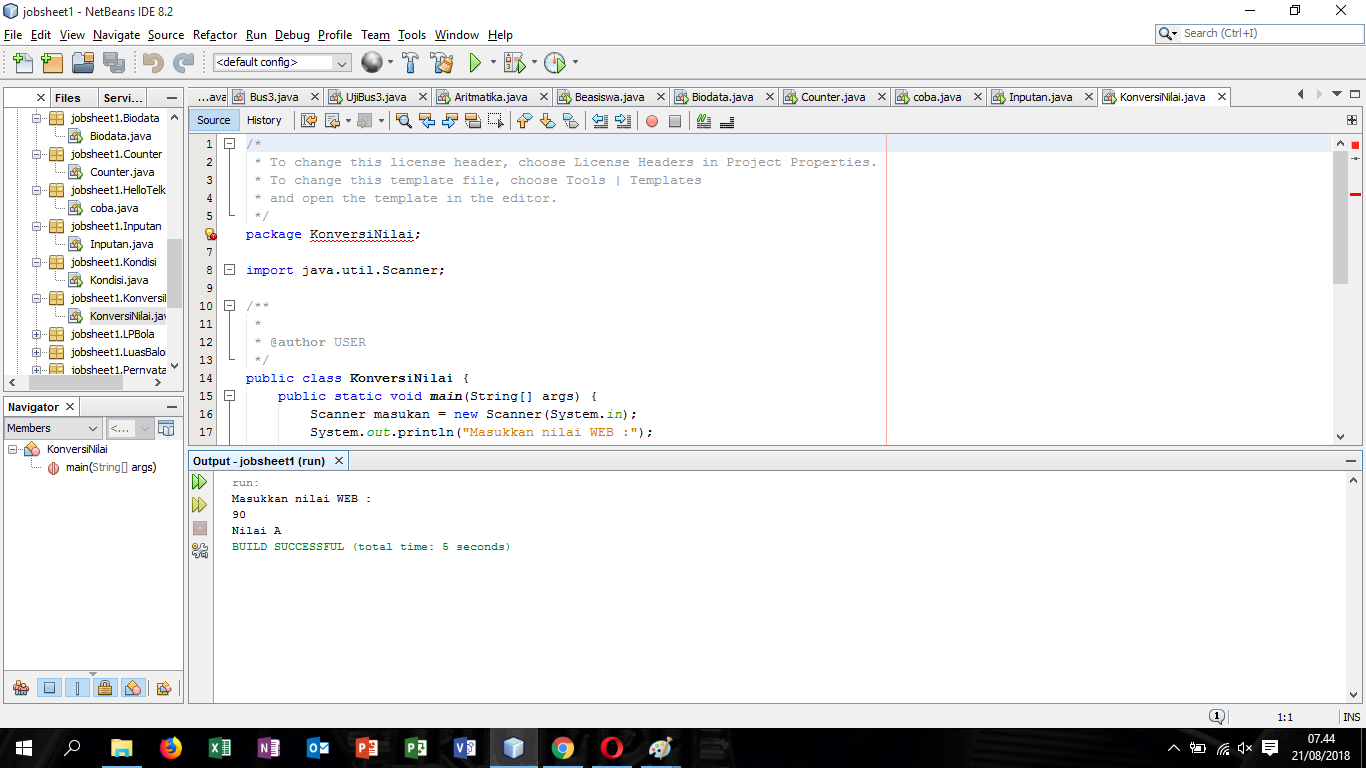 jobsheet1 - NetBeans IDE 8.2
File Edit View Navigate Source Refactor Run Debug Profile Team Tools Window Help
Search (Ctrl+I)
<default config>
Files Servi...
...ava Bus3.java UjiBus3.java Aritmatika.java Beasiswa.java Biodata.java Counter.java coba.java Inputan.java KonversiNilai.java
Source History
jobsheet1.Biodata
Biodata.java
jobsheet1.Counter
Counter.java
jobsheet1.HelloTelk
coba.java
jobsheet1.Inputan
Inputan.java
jobsheet1.Kondisi
Kondisi.java
jobsheet1.Konversi
KonversiNilai.jav
jobsheet1.LPBola
jobsheet1.LuasBalo
jobsheet1.Pernyata
1 /*
2 * To change this license header, choose License Headers in Project Properties.
3 * To change this template file, choose Tools | Templates
4 * and open the template in the editor.
5 */
package KonversiNilai;
7
8 import java.util.Scanner;
9
10 /**
11 *
12 * @author USER
13 */
14 public class KonversiNilai {
15 public static void main(String[] args) {
16 Scanner masukan = new Scanner(System.in);
17 System.out.println("Masukkan nilai WEB :");
Navigator
Members <...
KonversiNilai
main(String[] args)
Output - jobsheet1 (run)
run:
Masukkan nilai WEB :
90
Nilai A
BUILD SUCCESSFUL (total time: 5 seconds)
1 1:1 INS
07.44
21/08/2018